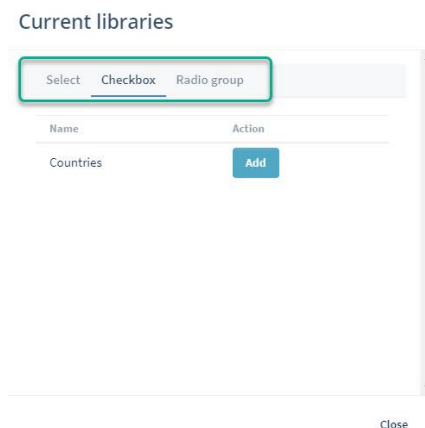 Current libraries
Select Checkbox Radio group
Name Action
Countries Add
Close